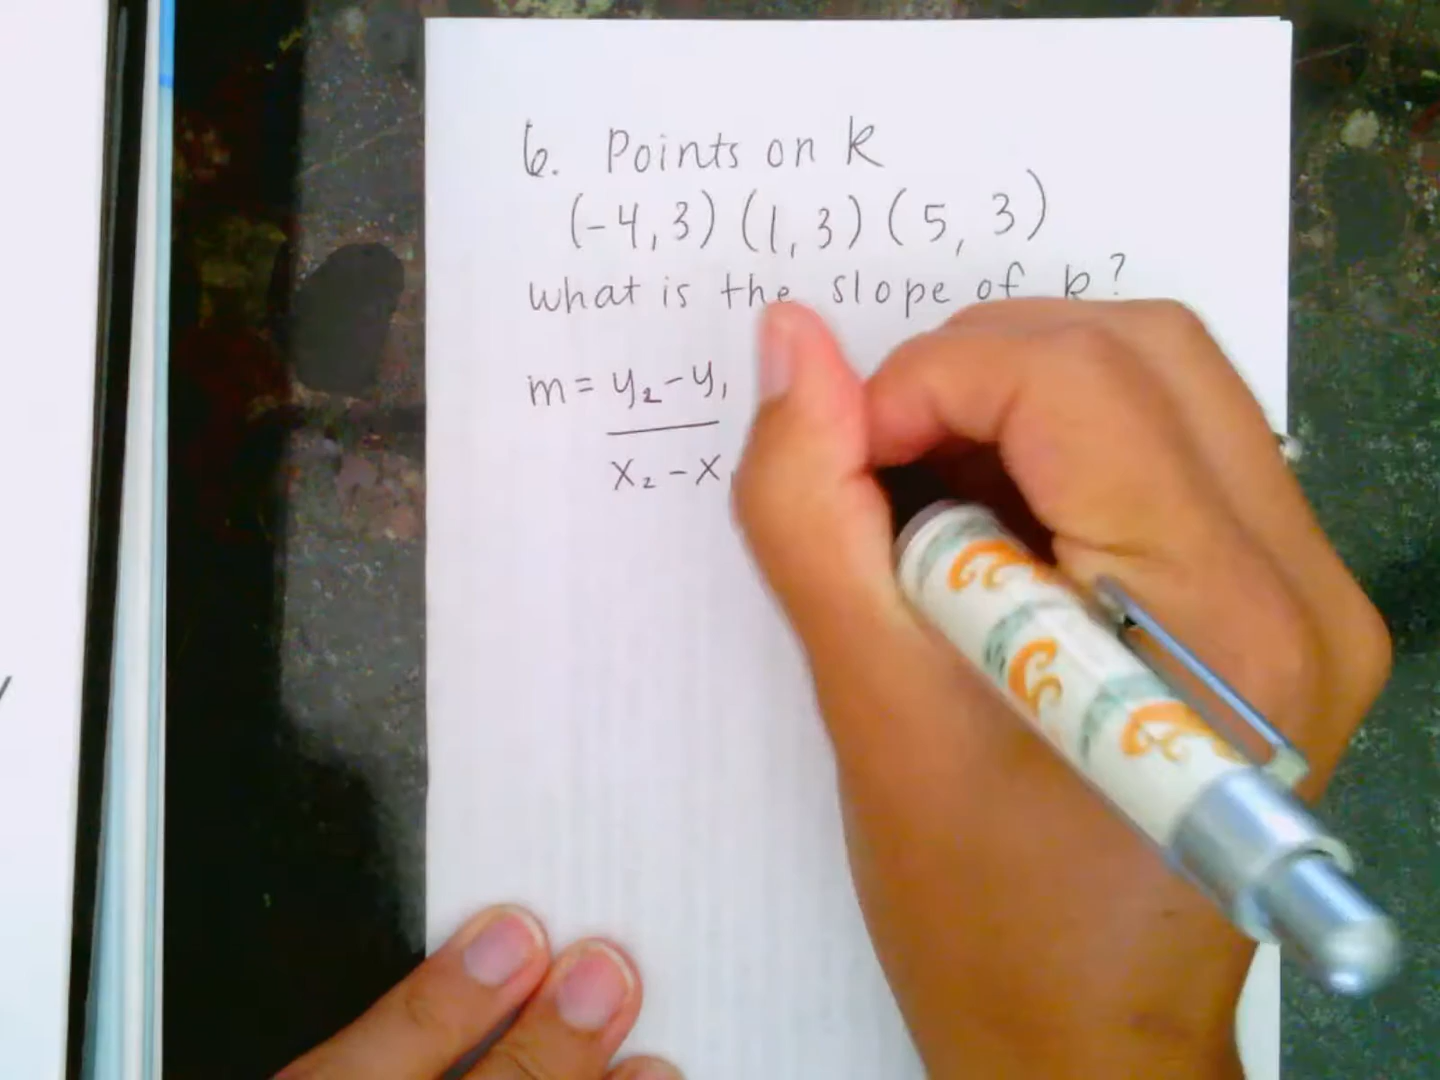 6. Points on k
(-4,3) (1,3) (5, 3)
what is the slope of k?
m = y₂-y₁
x₂-x₁